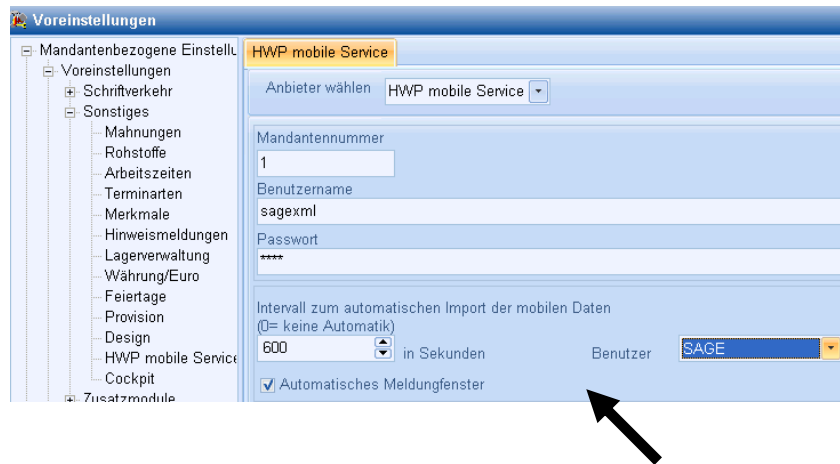 Voreinstellungen
Mandantenbezogene Einstellu
Voreinstellungen
Schriftverkehr
Sonstiges
Mahnungen
Rohstoffe
Arbeitszeiten
Terminarten
Merkmale
Hinweismeldungen
Lagerverwaltung
Währung/Euro
Feiertage
Provision
Design
HWP mobile Service
Cockpit
Zusatzmodule
HWP mobile Service
Anbieter wählen HWP mobile Service
Mandantennummer
1
Benutzername
sagexml
Passwort
****
Intervall zum automatischen Import der mobilen Daten
(0= keine Automatik)
600 in Sekunden Benutzer SAGE
Automatisches Meldungfenster